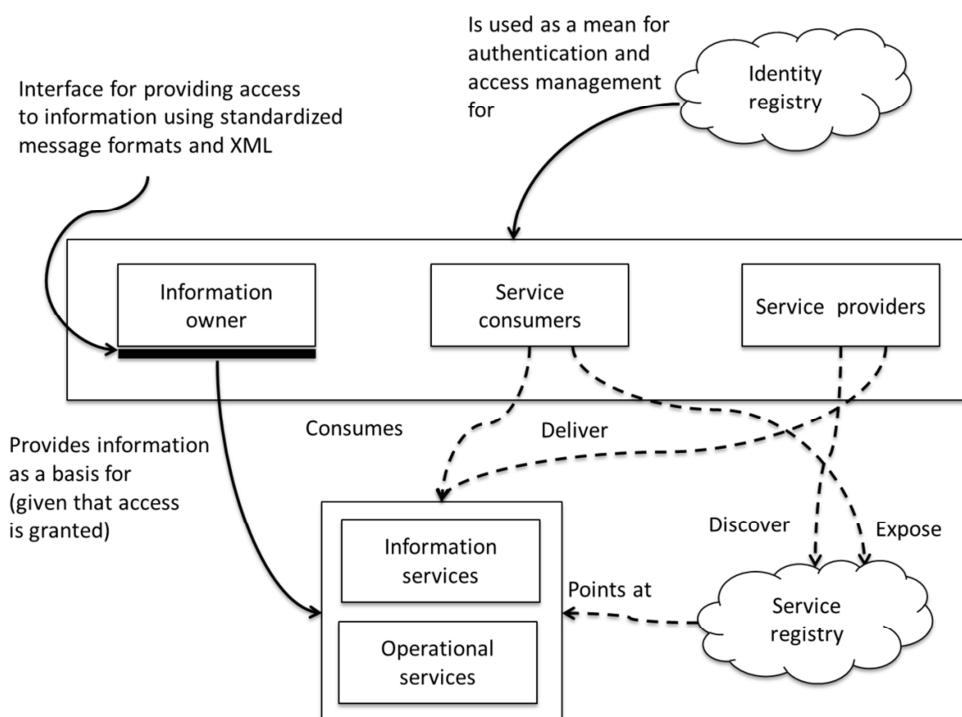 Is used as a mean for
authentication and
access management
for
Identity
registry
Interface for providing access
to information using standardized
message formats and XML
Information
owner
Service
consumers
Service providers
Consumes
Deliver
Provides information
as a basis for
(given that access
is granted)
Discover
Expose
Information
services
Points at
Service
registry
Operational
services